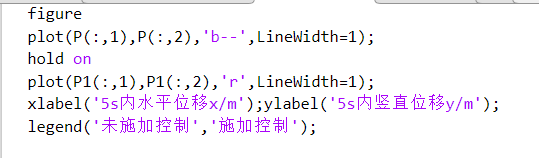 figure
plot(P(:,1),P(:,2),'b--',LineWidth=1);
hold on
plot(P1(:,1),P1(:,2),'r',LineWidth=1);
xlabel('5s内水平位移x/m');ylabel('5s内竖直位移y/m');
legend('未施加控制','施加控制');